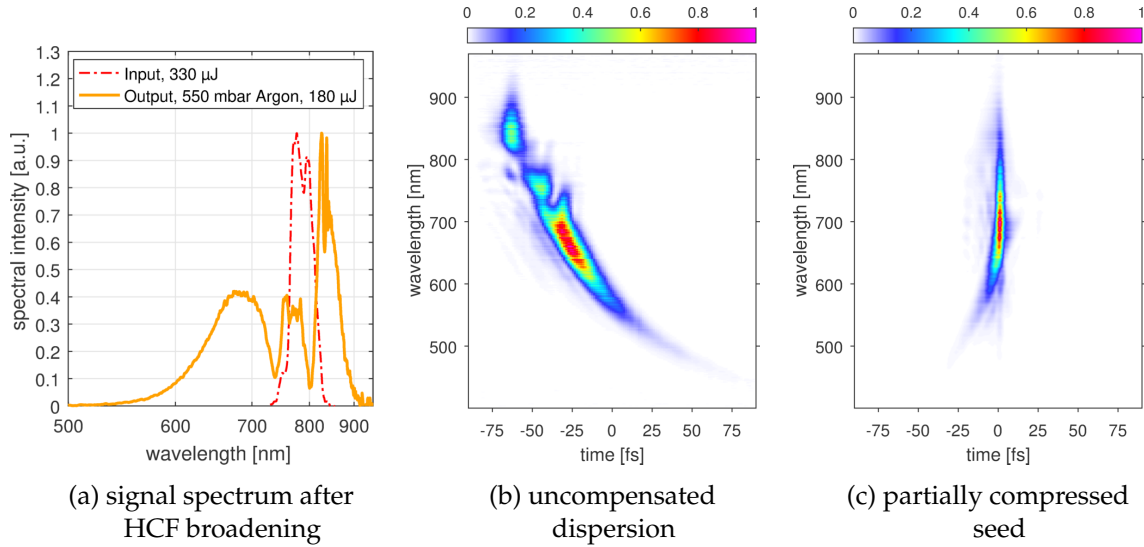 1.3
1.2
1.1
1
0.9
0.8
0.7
0.6
0.5
0.4
0.3
0.2
0.1
0
spectral intensity [a.u.]
Input, 330 µJ
Output, 550 mbar Argon, 180 µJ
500 600 700 800 900
wavelength [nm]
(a) signal spectrum after
HCF broadening
0 0.2 0.4 0.6 0.8 1
900
800
700
600
500
wavelength [nm]
-75 -50 -25 0 25 50 75
time [fs]
(b) uncompensated
dispersion
0 0.2 0.4 0.6 0.8 1
900
800
700
600
500
wavelength [nm]
-75 -50 -25 0 25 50 75
time [fs]
(c) partially compressed
seed